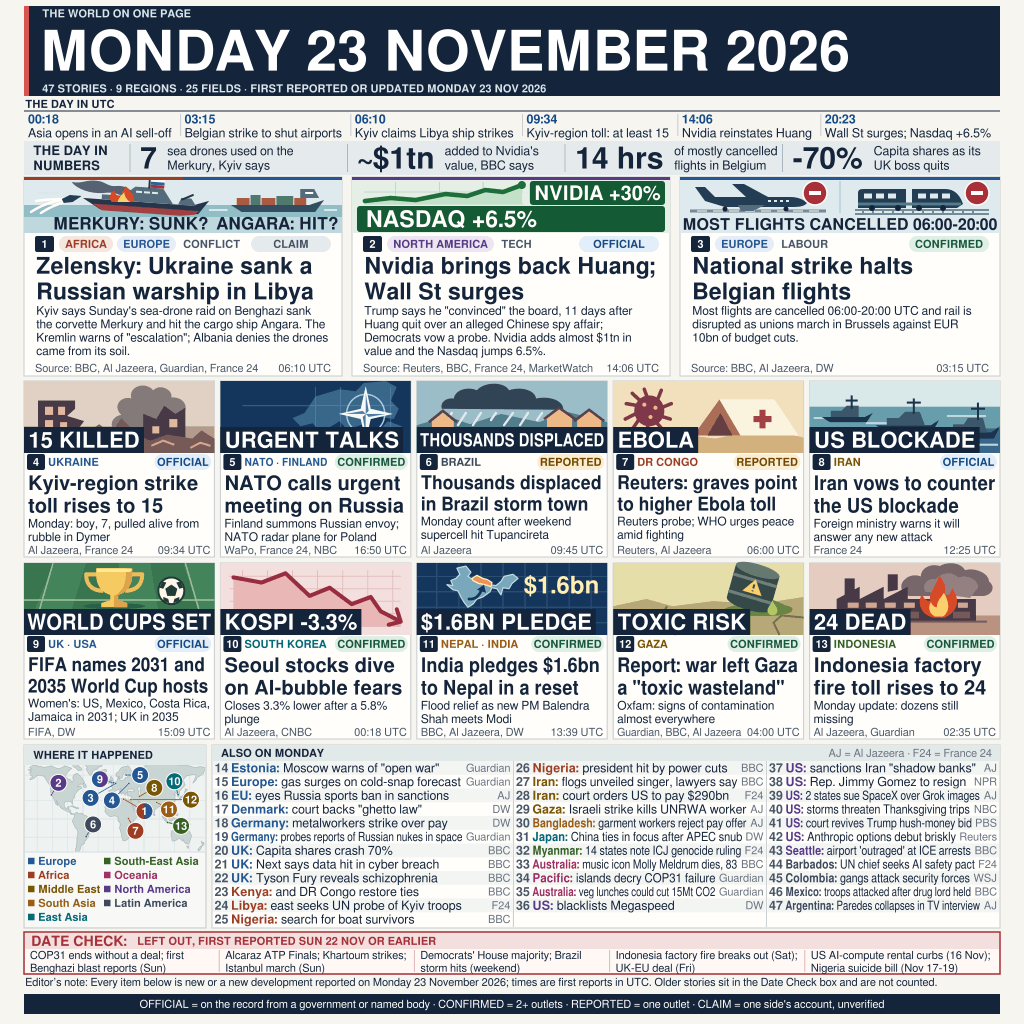 THE WORLD ON ONE PAGE
MONDAY 23 NOVEMBER 2026
47 STORIES · 9 REGIONS · 25 FIELDS · FIRST REPORTED OR UPDATED MONDAY 23 NOV 2026
THE DAY IN UTC
00:18
Asia opens in an AI sell-off
03:15
Belgian strike to shut airports
06:10
Kyiv claims Libya ship strikes
09:34
Kyiv-region toll: at least 15
14:06
Nvidia reinstates Huang
20:23
Wall St surges; Nasdaq +6.5%
THE DAY IN
NUMBERS
7
sea drones used on the
Merkury, Kyiv says
~$1tn
added to Nvidia's
value, BBC says
14 hrs
of mostly cancelled
flights in Belgium
-70%
Capita shares as its
UK boss quits
MERKURY: SUNK? ANGARA: HIT?
1 AFRICA EUROPE CONFLICT CLAIM
Zelensky: Ukraine sank a
Russian warship in Libya
Kyiv says Sunday's sea-drone raid on Benghazi sank
the corvette Merkury and hit the cargo ship Angara. The
Kremlin warns of "escalation"; Albania denies the drones
came from its soil.
Source: BBC, Al Jazeera, Guardian, France 24 06:10 UTC
NVIDIA +30%
NASDAQ +6.5%
2 NORTH AMERICA TECH OFFICIAL
Nvidia brings back Huang;
Wall St surges
Trump says he "convinced" the board, 11 days after
Huang quit over an alleged Chinese spy affair;
Democrats vow a probe. Nvidia adds almost $1tn in
value and the Nasdaq jumps 6.5%.
Source: Reuters, BBC, France 24, MarketWatch 14:06 UTC
MOST FLIGHTS CANCELLED 06:00-20:00
3 EUROPE LABOUR CONFIRMED
National strike halts
Belgian flights
Most flights are cancelled 06:00-20:00 UTC and rail is
disrupted as unions march in Brussels against EUR
10bn of budget cuts.
Source: BBC, Al Jazeera, DW 03:15 UTC
15 KILLED
4 UKRAINE OFFICIAL
Kyiv-region strike
toll rises to 15
Monday: boy, 7, pulled alive from
rubble in Dymer
Al Jazeera, France 24 09:34 UTC
URGENT TALKS
5 NATO · FINLAND CONFIRMED
NATO calls urgent
meeting on Russia
Finland summons Russian envoy;
NATO radar plane for Poland
WaPo, France 24, NBC 16:50 UTC
THOUSANDS DISPLACED
6 BRAZIL REPORTED
Thousands displaced
in Brazil storm town
Monday count after weekend
supercell hit Tupancireta
Al Jazeera 09:45 UTC
EBOLA
7 DR CONGO REPORTED
Reuters: graves point
to higher Ebola toll
Reuters probe; WHO urges peace
amid fighting
Reuters, Al Jazeera 06:00 UTC
US BLOCKADE
8 IRAN OFFICIAL
Iran vows to counter
the US blockade
Foreign ministry warns it will
answer any new attack
France 24 12:25 UTC
WORLD CUPS SET
9 UK · USA OFFICIAL
FIFA names 2031 and
2035 World Cup hosts
Women's: US, Mexico, Costa Rica,
Jamaica in 2031; UK in 2035
FIFA, DW 15:09 UTC
KOSPI -3.3%
10 SOUTH KOREA CONFIRMED
Seoul stocks dive
on AI-bubble fears
Closes 3.3% lower after a 5.8%
plunge
Al Jazeera, CNBC 00:18 UTC
$1.6bn
$1.6BN PLEDGE
11 NEPAL · INDIA CONFIRMED
India pledges $1.6bn
to Nepal in a reset
Flood relief as new PM Balendra
Shah meets Modi
BBC, Al Jazeera, DW 13:39 UTC
TOXIC RISK
12 GAZA CONFIRMED
Report: war left Gaza
a "toxic wasteland"
Oxfam: signs of contamination
almost everywhere
Guardian, BBC, Al Jazeera 04:00 UTC
24 DEAD
13 INDONESIA CONFIRMED
Indonesia factory
fire toll rises to 24
Monday update: dozens still
missing
Al Jazeera, Guardian 02:35 UTC
WHERE IT HAPPENED
2 9 5 10 8 3 4 12 1 11 6 7 13
Europe South-East Asia
Africa Oceania
Middle East North America
South Asia Latin America
East Asia
ALSO ON MONDAY AJ = Al Jazeera · F24 = France 24
14 Estonia: Moscow warns of "open war" Guardian
15 Europe: gas surges on cold-snap forecast Guardian
16 EU: eyes Russia sports ban in sanctions AJ
17 Denmark: court backs "ghetto law" DW
18 Germany: metalworkers strike over pay DW
19 Germany: probes reports of Russian nukes in space Guardian
20 UK: Capita shares crash 70% BBC
21 UK: Next says data hit in cyber breach BBC
22 UK: Tyson Fury reveals schizophrenia BBC
23 Kenya: and DR Congo restore ties BBC
24 Libya: east seeks UN probe of Kyiv troops F24
25 Nigeria: search for boat survivors BBC
26 Nigeria: president hit by power cuts BBC
27 Iran: flogs unveiled singer, lawyers say BBC
28 Iran: court orders US to pay $290bn F24
29 Gaza: Israeli strike kills UNRWA worker AJ
30 Bangladesh: garment workers reject pay offer AJ
31 Japan: China ties in focus after APEC snub DW
32 Myanmar: 14 states note ICJ genocide ruling F24
33 Australia: music icon Molly Meldrum dies, 83 BBC
34 Pacific: islands decry COP31 failure Guardian
35 Australia: veg lunches could cut 15Mt CO2 Guardian
36 US: blacklists Megaspeed DW
37 US: sanctions Iran "shadow banks" AJ
38 US: Rep. Jimmy Gomez to resign NPR
39 US: 2 states sue SpaceX over Grok images AJ
40 US: storms threaten Thanksgiving trips NBC
41 US: court revives Trump hush-money bid PBS
42 US: Anthropic options debut briskly Reuters
43 Seattle: airport 'outraged' at ICE arrests BBC
44 Barbados: UN chief seeks AI safety pact F24
45 Colombia: gangs attack security forces WSJ
46 Mexico: troops attacked after drug lord held BBC
47 Argentina: Paredes collapses in TV interview AJ
DATE CHECK: LEFT OUT, FIRST REPORTED SUN 22 NOV OR EARLIER
COP31 ends without a deal; first
Benghazi blast reports (Sun)
Alcaraz ATP Finals; Khartoum strikes;
Istanbul march (Sun)
Democrats' House majority; Brazil
storm hits (weekend)
Indonesia factory fire breaks out (Sat);
UK-EU deal (Fri)
US AI-compute rental curbs (16 Nov);
Nigeria suicide bill (Nov 17-19)
Editor's note: Every item below is new or a new development reported on Monday 23 November 2026; times are first reports in UTC. Older stories sit in the Date Check box and are not counted.
OFFICIAL = on the record from a government or named body · CONFIRMED = 2+ outlets · REPORTED = one outlet · CLAIM = one side's account, unverified